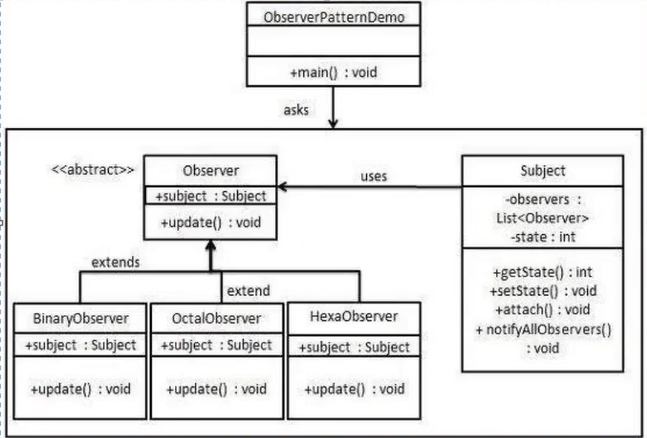 ObserverPatternDemo
+main() : void
asks
<<abstract>>
Observer
+subject : Subject
+update() : void
uses
Subject
-observers :
List<Observer>
-state : int
+getState() : int
+setState() : void
+attach() : void
+ notifyAllObservers()
: void
extends
extend
BinaryObserver
+subject : Subject
+update() : void
OctalObserver
+subject : Subject
+update() : void
HexaObserver
+subject : Subject
+update() : void